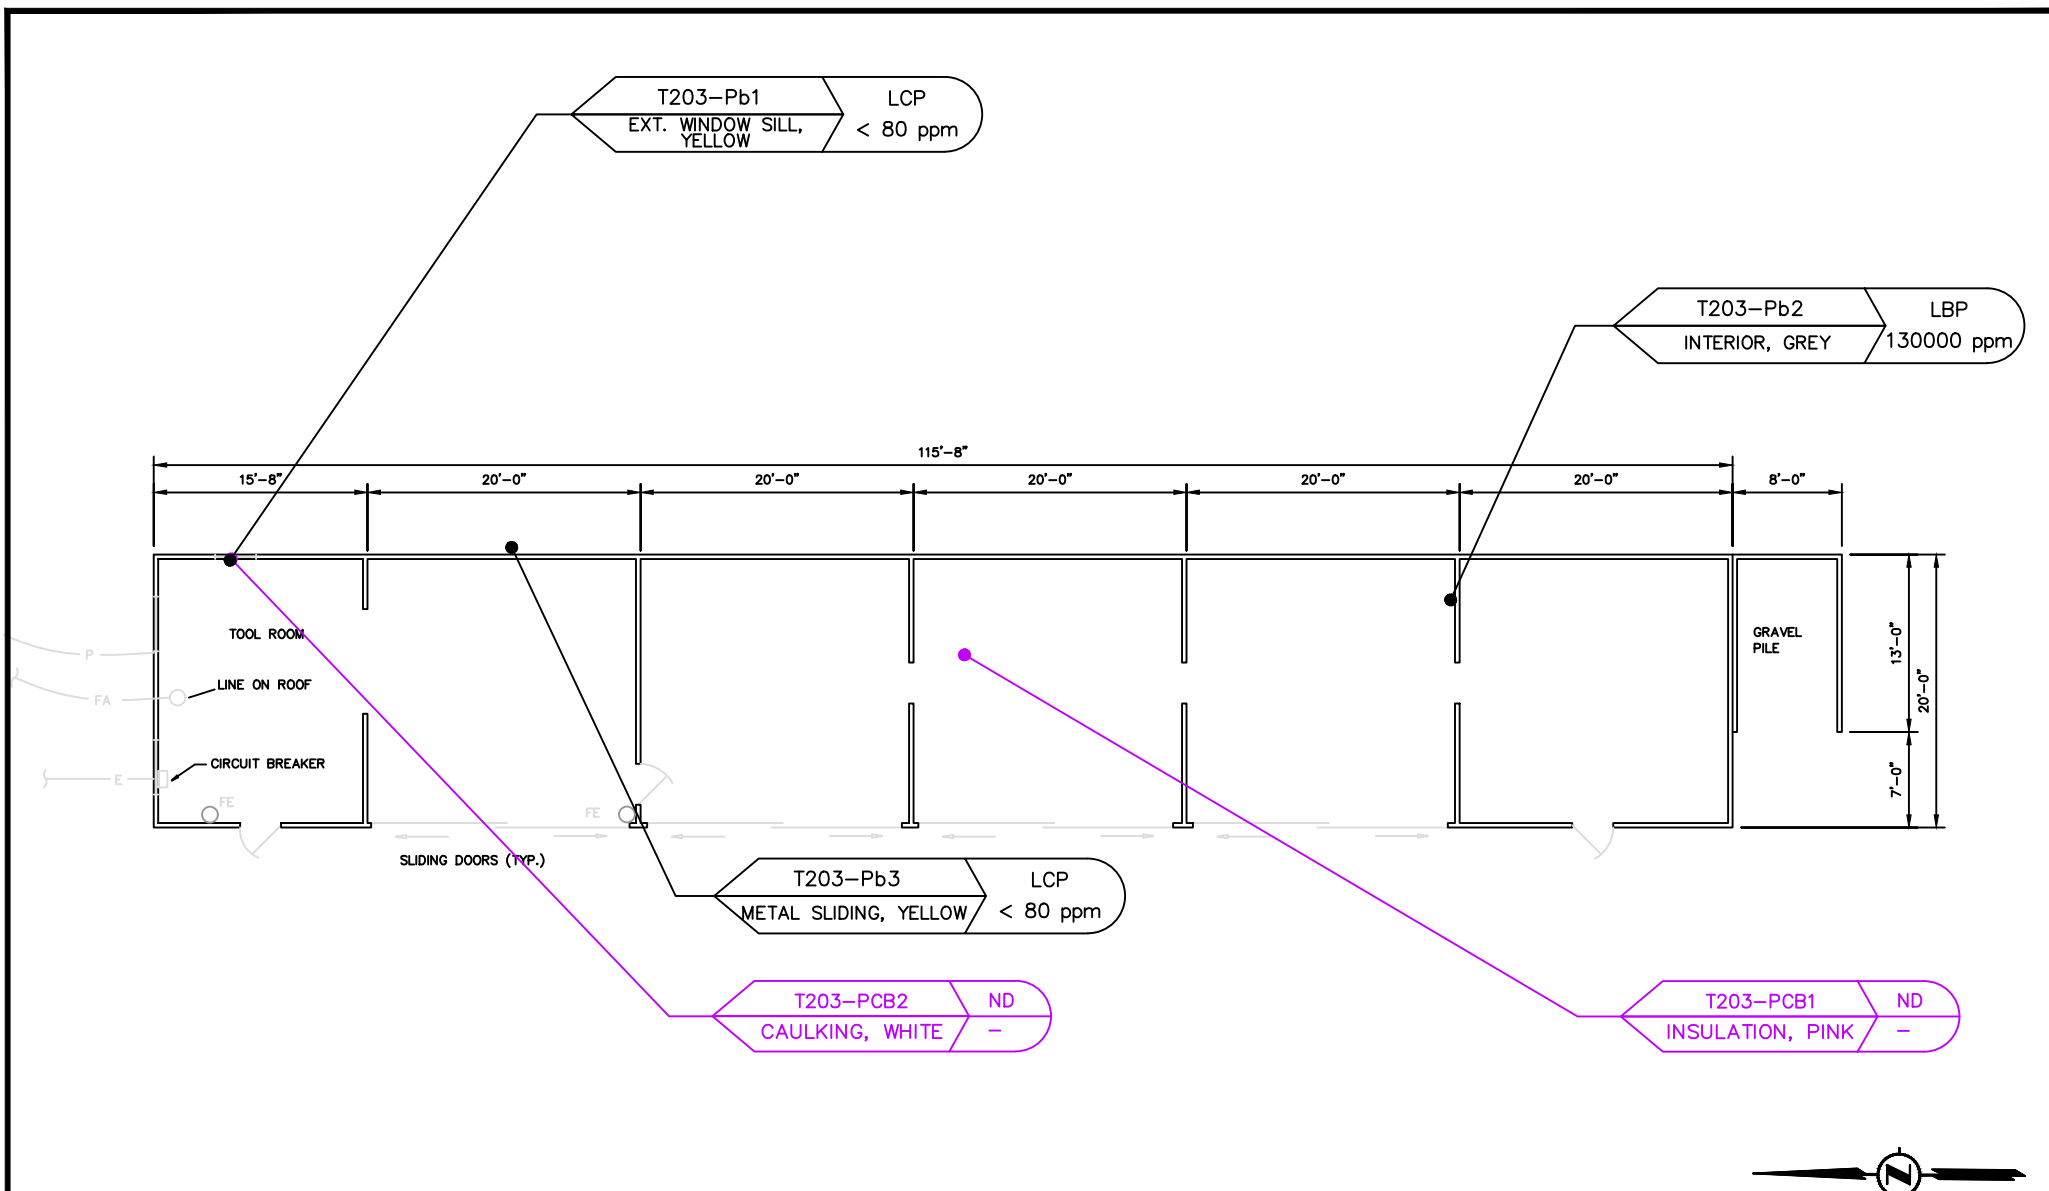 T203-Pb1
LCP
EXT. WINDOW SILL,
YELLOW
< 80 ppm
T203-Pb2
LBP
INTERIOR, GREY
130000 ppm
115'-8"
15'-8"
20'-0"
20'-0"
20'-0"
20'-0"
20'-0"
8'-0"
TOOL ROOM
GRAVEL
PILE
13'-0"
20'-0"
7'-0"
P
LINE ON ROOF
FA
CIRCUIT BREAKER
E
FE
FE
SLIDING DOORS (TYP.)
T203-Pb3
LCP
METAL SLIDING, YELLOW
< 80 ppm
T203-PCB2
ND
CAULKING, WHITE
-
T203-PCB1
ND
INSULATION, PINK
-
N